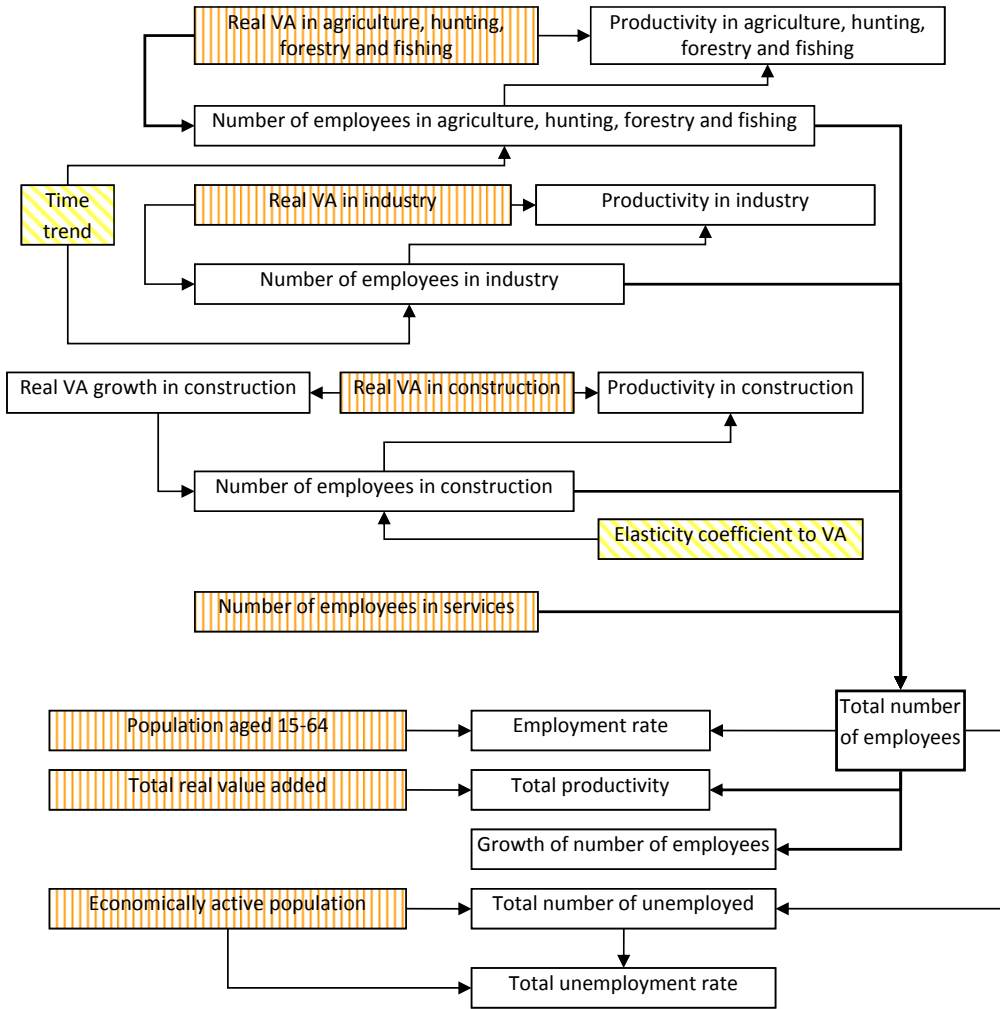 Real VA in agriculture, hunting,
forestry and fishing
Productivity in agriculture, hunting,
forestry and fishing
Number of employees in agriculture, hunting, forestry and fishing
Time
trend
Real VA in industry
Productivity in industry
Number of employees in industry
Real VA growth in construction
Real VA in construction
Productivity in construction
Number of employees in construction
Elasticity coefficient to VA
Number of employees in services
Total number
of employees
Population aged 15-64
Employment rate
Total real value added
Total productivity
Growth of number of employees
Economically active population
Total number of unemployed
Total unemployment rate